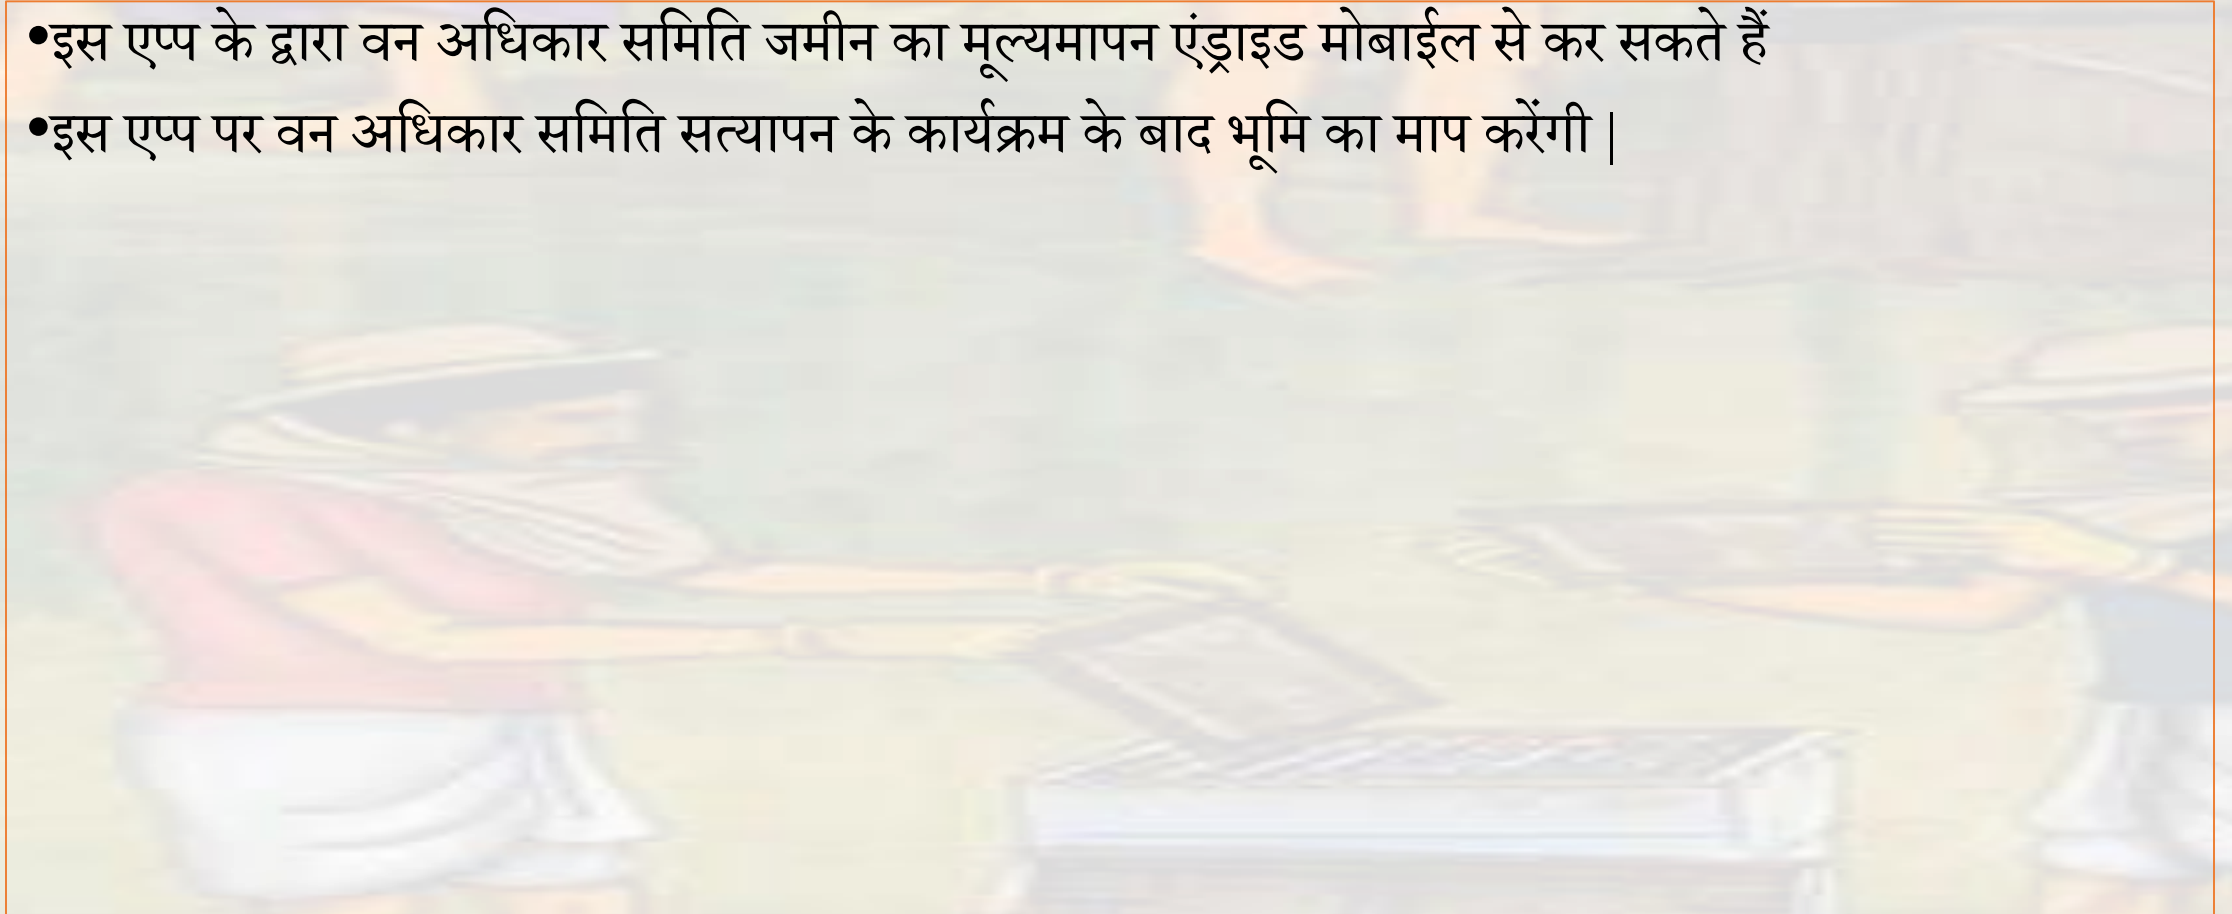 •इस एप्प के द्वारा वन अधिकार समिति जमीन का मूल्यमापन एंड्राइड मोबाईल से कर सकते हैं
•इस एप्प पर वन अधिकार समिति सत्यापन के कार्यक्रम के बाद भूमि का माप करेंगी |